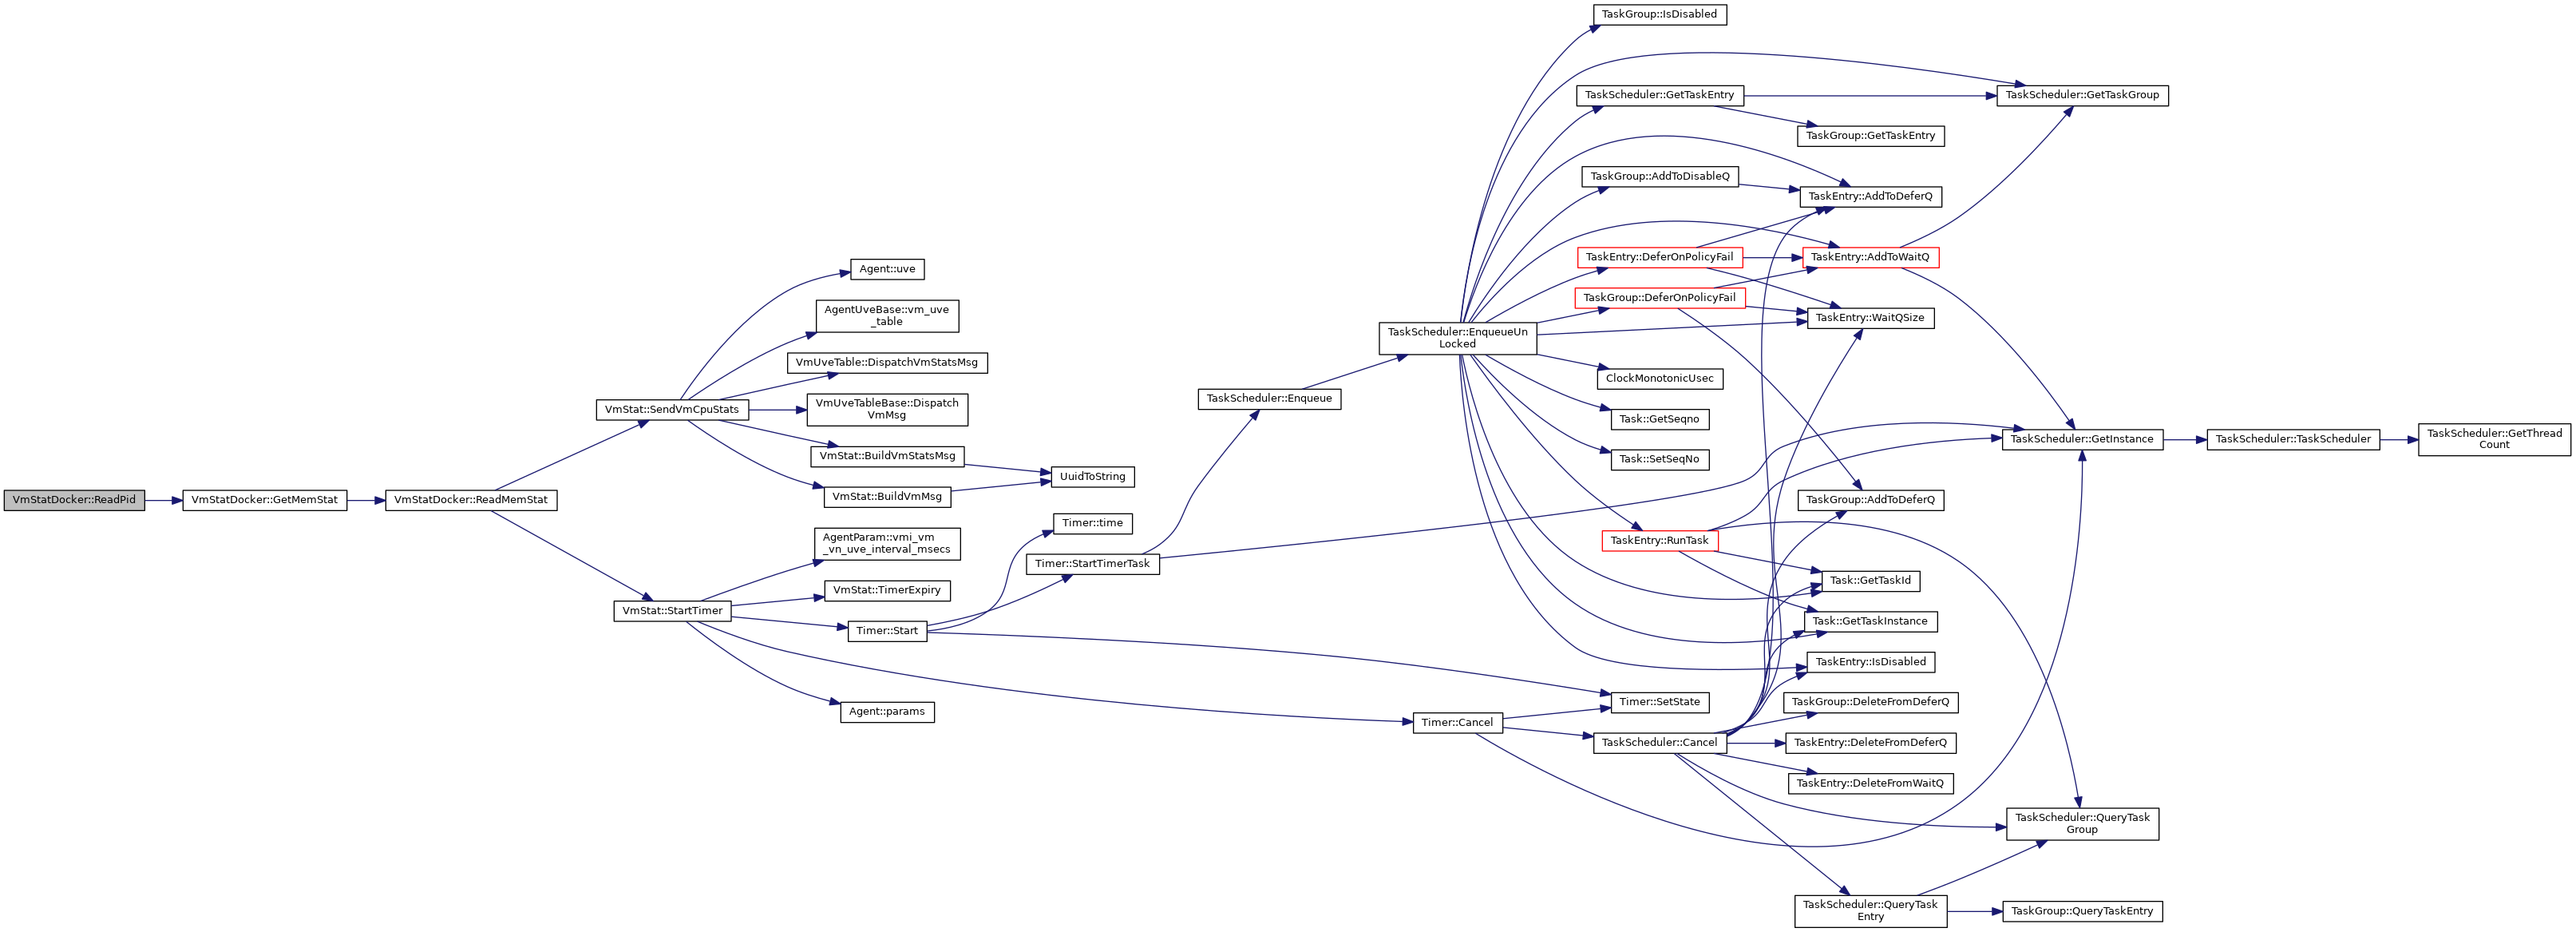 VmStatDocker::ReadPid
VmStatDocker::GetMemStat
VmStatDocker::ReadMemStat
VmStat::SendVmCpuStats
VmStat::StartTimer
Agent::uve
AgentUveBase::vm_uve
_table
VmUveTable::DispatchVmStatsMsg
VmUveTableBase::Dispatch
VmMsg
VmStat::BuildVmStatsMsg
VmStat::BuildVmMsg
AgentParam::vmi_vm
_vn_uve_interval_msecs
VmStat::TimerExpiry
Timer::Start
Agent::params
UuidToString
Timer::time
Timer::StartTimerTask
TaskScheduler::Enqueue
TaskScheduler::EnqueueUn
Locked
Timer::Cancel
TaskGroup::IsDisabled
TaskScheduler::GetTaskEntry
TaskGroup::AddToDisableQ
TaskEntry::DeferOnPolicyFail
TaskGroup::DeferOnPolicyFail
ClockMonotonicUsec
Task::GetSeqno
Task::SetSeqNo
TaskEntry::RunTask
Timer::SetState
TaskScheduler::Cancel
TaskGroup::GetTaskEntry
TaskEntry::AddToDeferQ
TaskEntry::AddToWaitQ
TaskEntry::WaitQSize
TaskGroup::AddToDeferQ
Task::GetTaskId
Task::GetTaskInstance
TaskEntry::IsDisabled
TaskGroup::DeleteFromDeferQ
TaskEntry::DeleteFromDeferQ
TaskEntry::DeleteFromWaitQ
TaskScheduler::QueryTask
Entry
TaskScheduler::GetTaskGroup
TaskScheduler::GetInstance
TaskScheduler::QueryTask
Group
TaskGroup::QueryTaskEntry
TaskScheduler::TaskScheduler
TaskScheduler::GetThread
Count